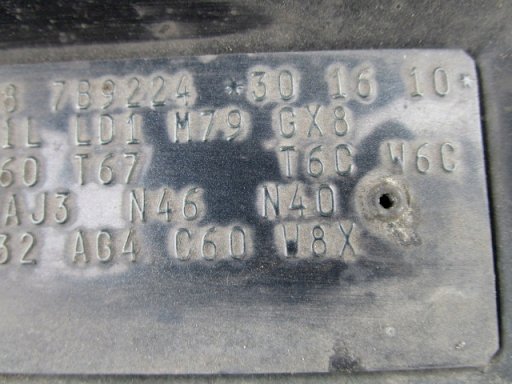 8 7B9224 *30 16 10*
1L LD1 M79 GX8
60 T67 T6C W6C
AJ3 N46 N40
32 AG4 C60 W8X